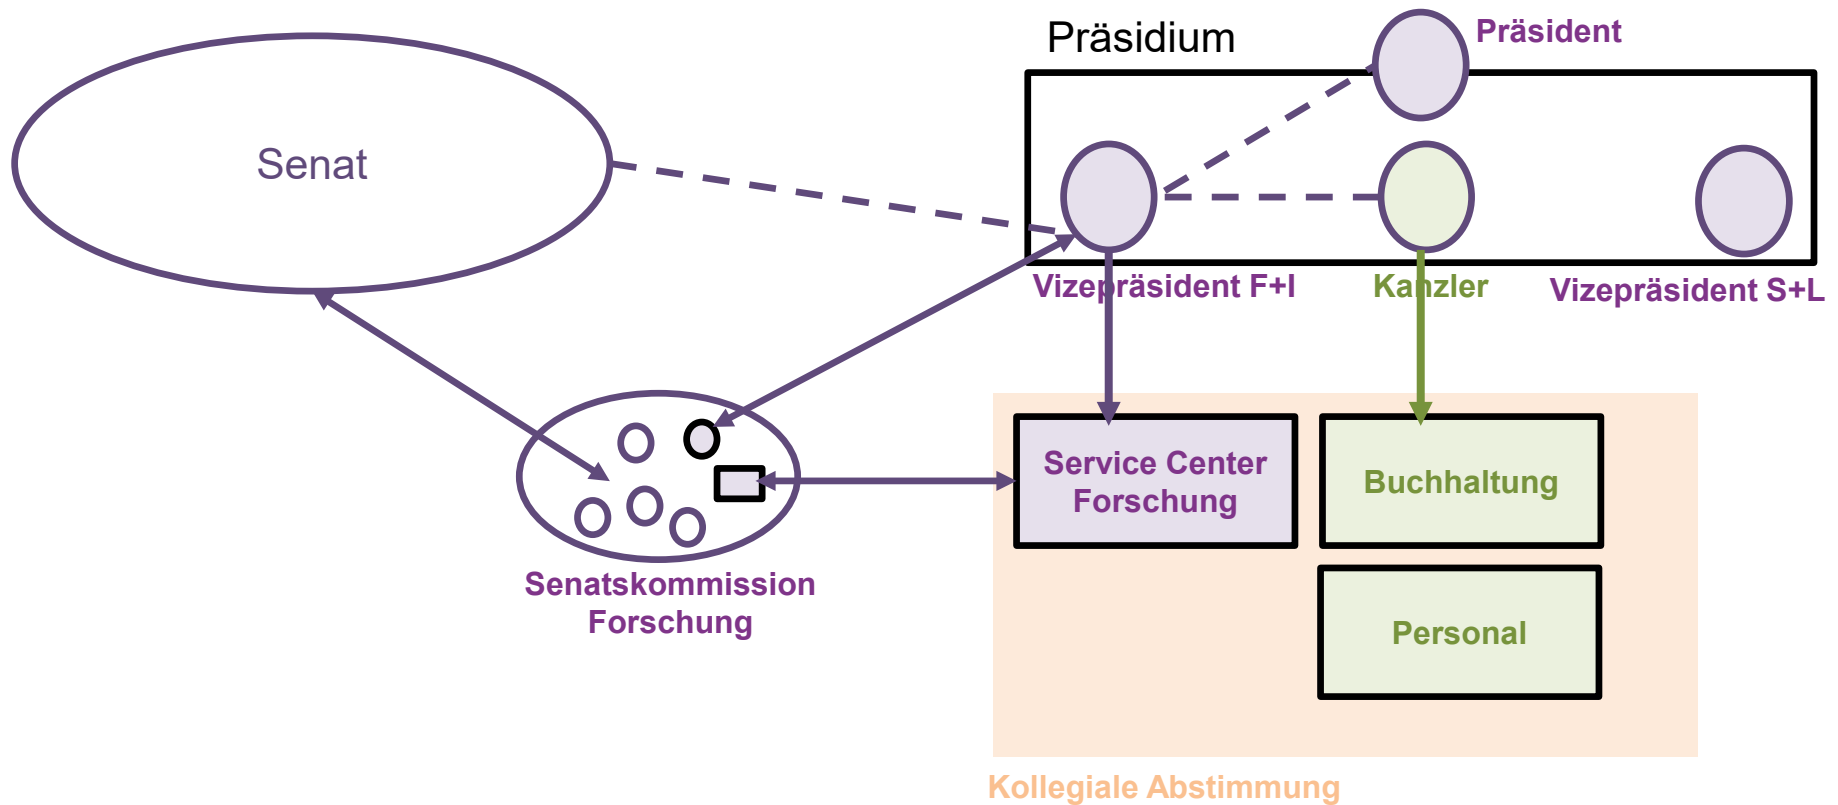 Präsidium
Präsident
Senat
Vizepräsident F+I
Kanzler
Vizepräsident S+L
Service Center
Forschung
Buchhaltung
Senatskommission
Forschung
Personal
Kollegiale Abstimmung